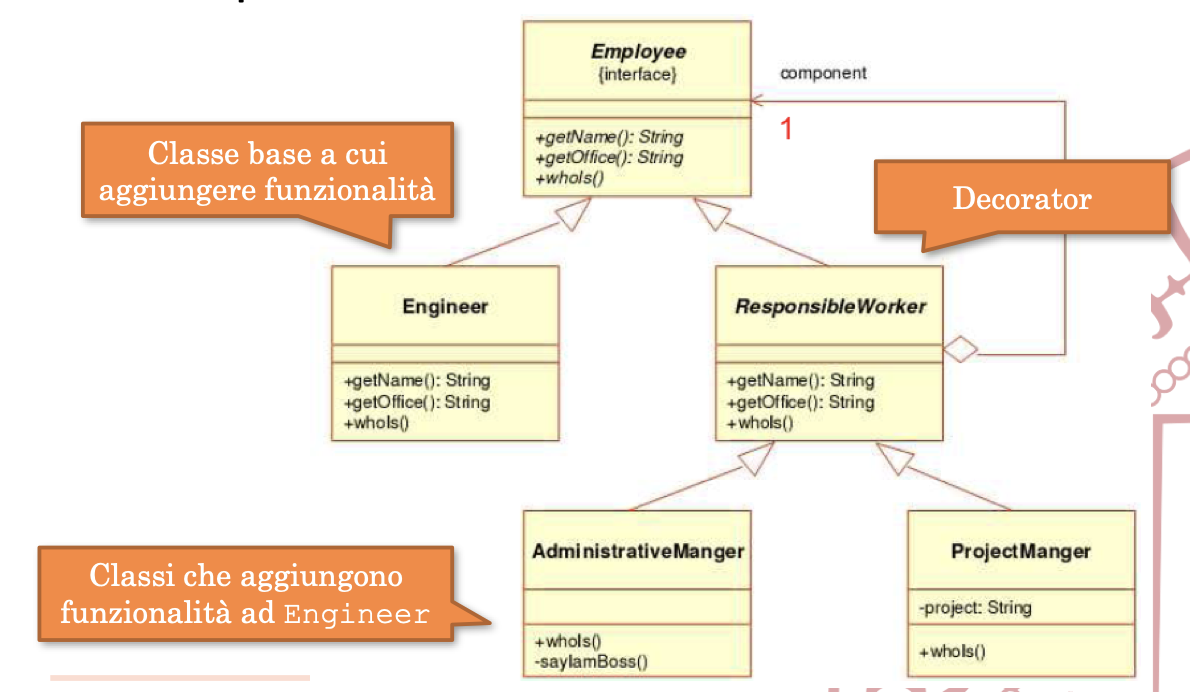 Employee
{interface}
component
+getName(): String
+getOffice(): String
+whoIs()
1
Classe base a cui
aggiungere funzionalità
Decorator
Engineer
+getName(): String
+getOffice(): String
+whoIs()
ResponsibleWorker
+getName(): String
+getOffice(): String
+whoIs()
Classi che aggiungono
funzionalità ad Engineer
AdministrativeManger
+whoIs()
-sayIamBoss()
ProjectManger
-project: String
+whoIs()